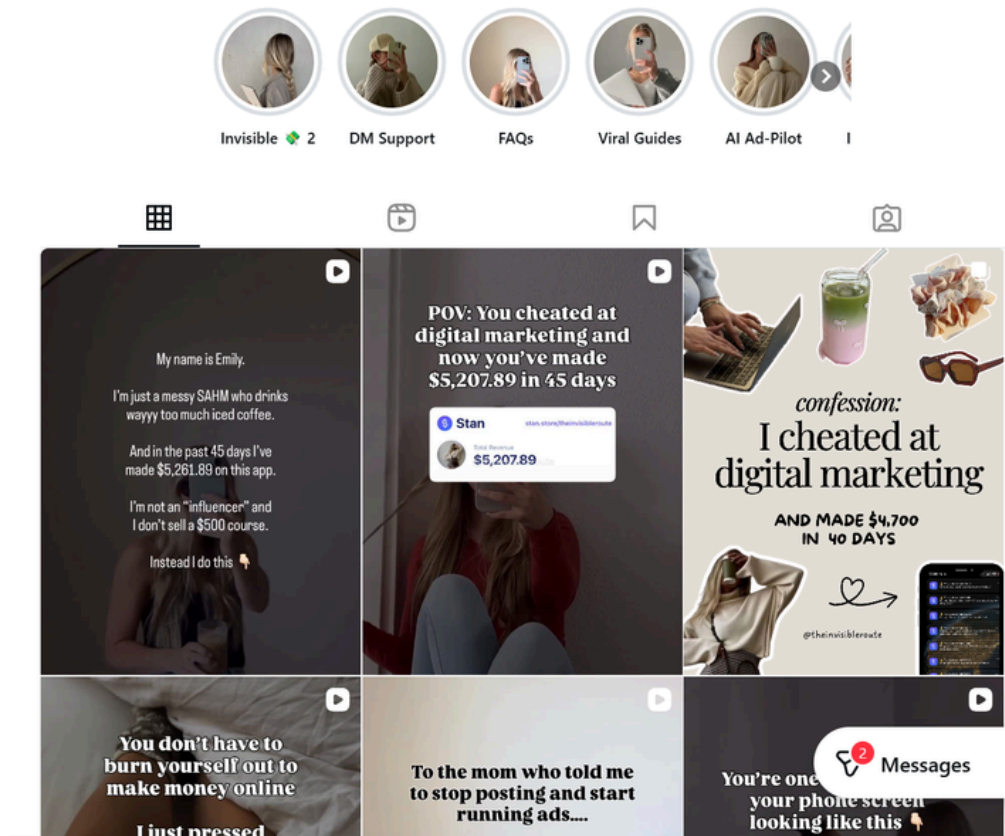 Invisible 💸 2
DM Support
FAQs
Viral Guides
AI Ad-Pilot
My name is Emily.
I'm just a messy SAHM who drinks
wayyy too much iced coffee.
And in the past 45 days I've
made $5,261.89 on this app.
I'm not an "influencer" and
I don't sell a $500 course.
Instead I do this 👇🏻
POV: You cheated at
digital marketing and
now you've made
$5,207.89 in 45 days
Stan
stan.store/theinvisibleroute
Total Revenue
$5,207.89
confession:
I cheated at
digital marketing
AND MADE $4,700
IN 40 DAYS
@theinvisibleroute
You don't have to
burn yourself out to
make money online
I just pressed
To the mom who told me
to stop posting and start
running ads....
You're one
your phone screen
looking like this 👇🏻
2
Messages